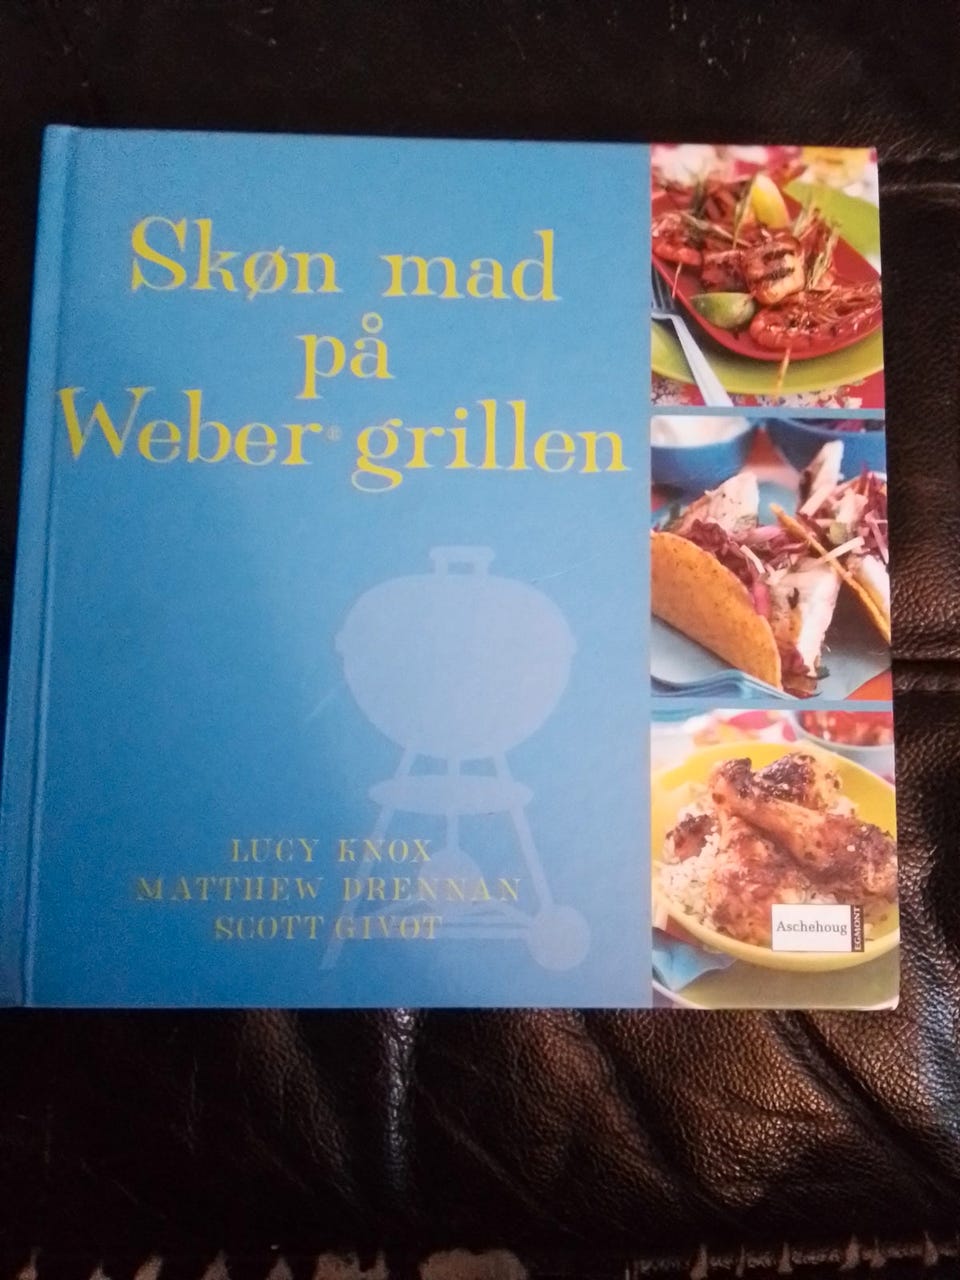 Skøn mad
på
Weber® grillen
LUCY KNOX
MATTHEW DRENNAN
SCOTT GIVOT
Aschehoug
EGMONT